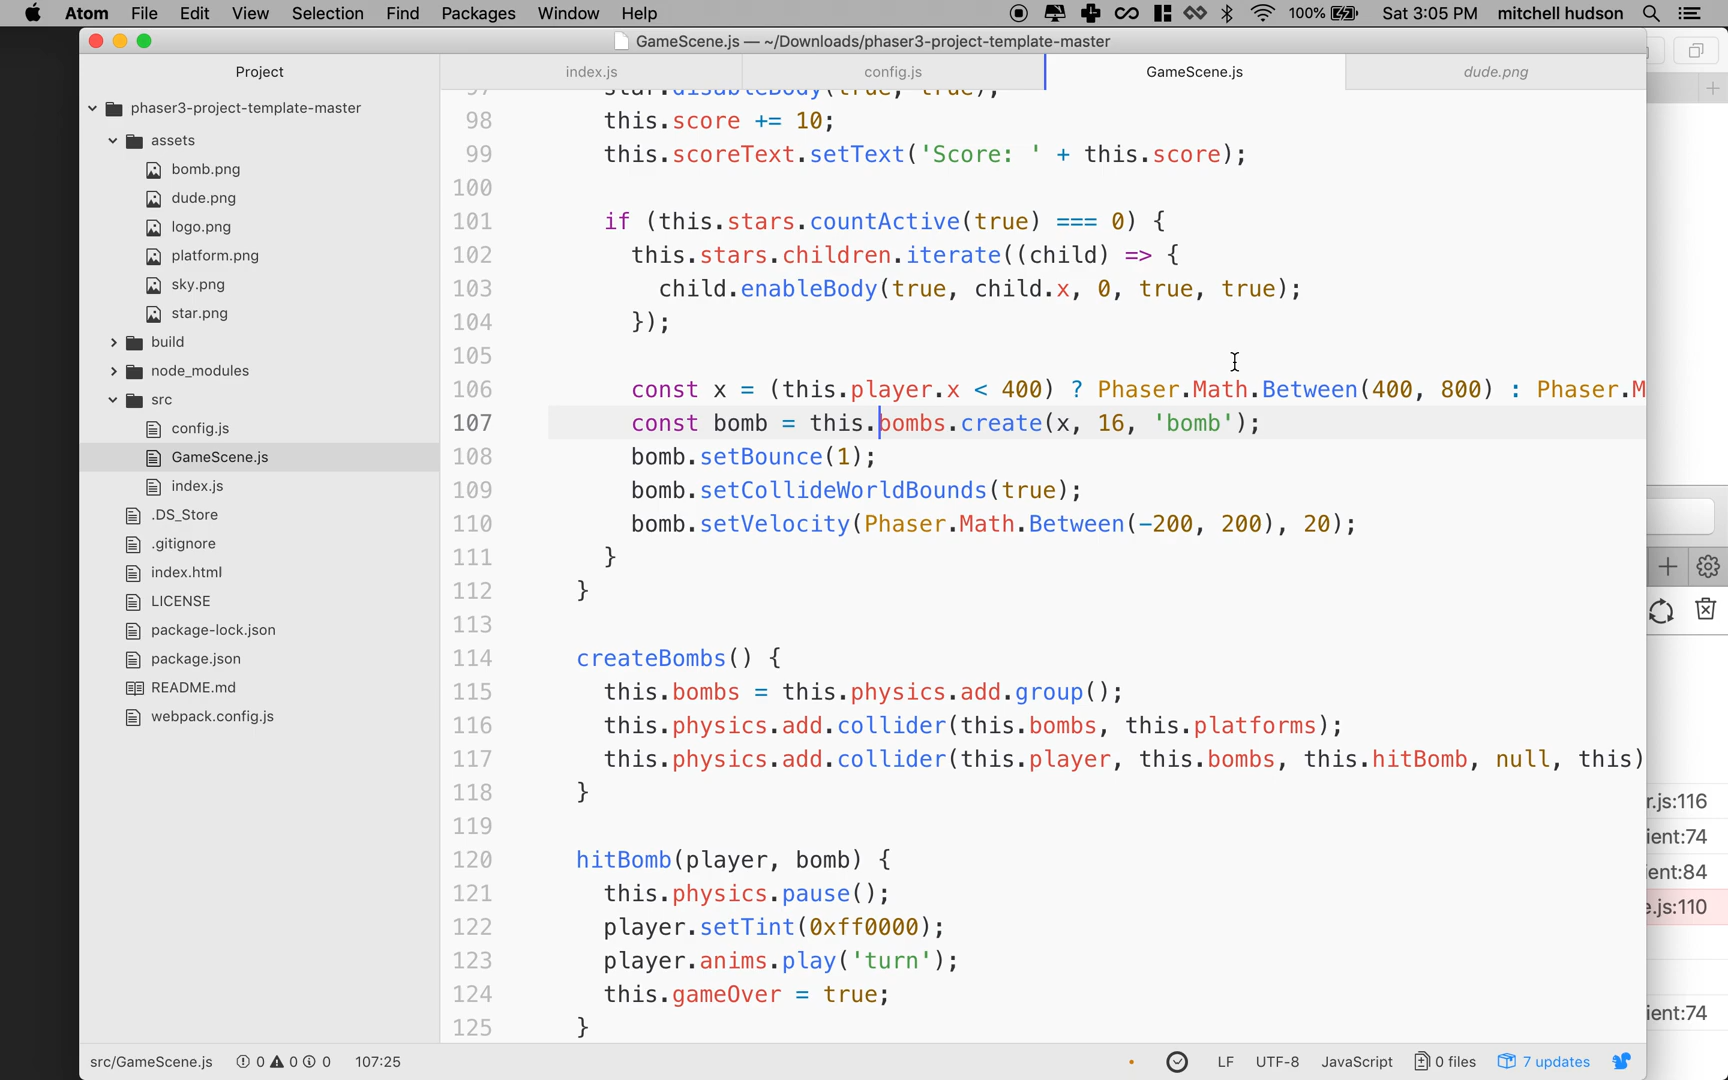 Atom File Edit View Selection Find Packages Window Help 100% Sat 3:05 PM mitchell hudson
GameScene.js — ~/Downloads/phaser3-project-template-master
Project
index.js
config.js
GameScene.js
dude.png
phaser3-project-template-master
assets
bomb.png
dude.png
logo.png
platform.png
sky.png
star.png
build
node_modules
src
config.js
GameScene.js
index.js
.DS_Store
.gitignore
index.html
LICENSE
package-lock.json
package.json
README.md
webpack.config.js
97 star.disableBody(true, true);
98 this.score += 10;
99 this.scoreText.setText('Score: ' + this.score);
100
101 if (this.stars.countActive(true) === 0) {
102 this.stars.children.iterate((child) => {
103 child.enableBody(true, child.x, 0, true, true);
104 });
105
106 const x = (this.player.x < 400) ? Phaser.Math.Between(400, 800) : Phaser.M
107 const bomb = this.bombs.create(x, 16, 'bomb');
108 bomb.setBounce(1);
109 bomb.setCollideWorldBounds(true);
110 bomb.setVelocity(Phaser.Math.Between(-200, 200), 20);
111 }
112 }
113
114 createBombs() {
115 this.bombs = this.physics.add.group();
116 this.physics.add.collider(this.bombs, this.platforms);
117 this.physics.add.collider(this.player, this.bombs, this.hitBomb, null, this)
118 }
119
120 hitBomb(player, bomb) {
121 this.physics.pause();
122 player.setTint(0xff0000);
123 player.anims.play('turn');
124 this.gameOver = true;
125 }
r.js:116
ient:74
ent:84
e.js:110
ient:74
src/GameScene.js 0 0 0 107:25 LF UTF-8 JavaScript 0 files 7 updates